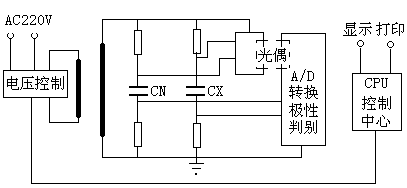 AC220V
电压控制
CN
CX
光偶
A/D
转换
极性
判别
显示 打印
CPU
控制
中心